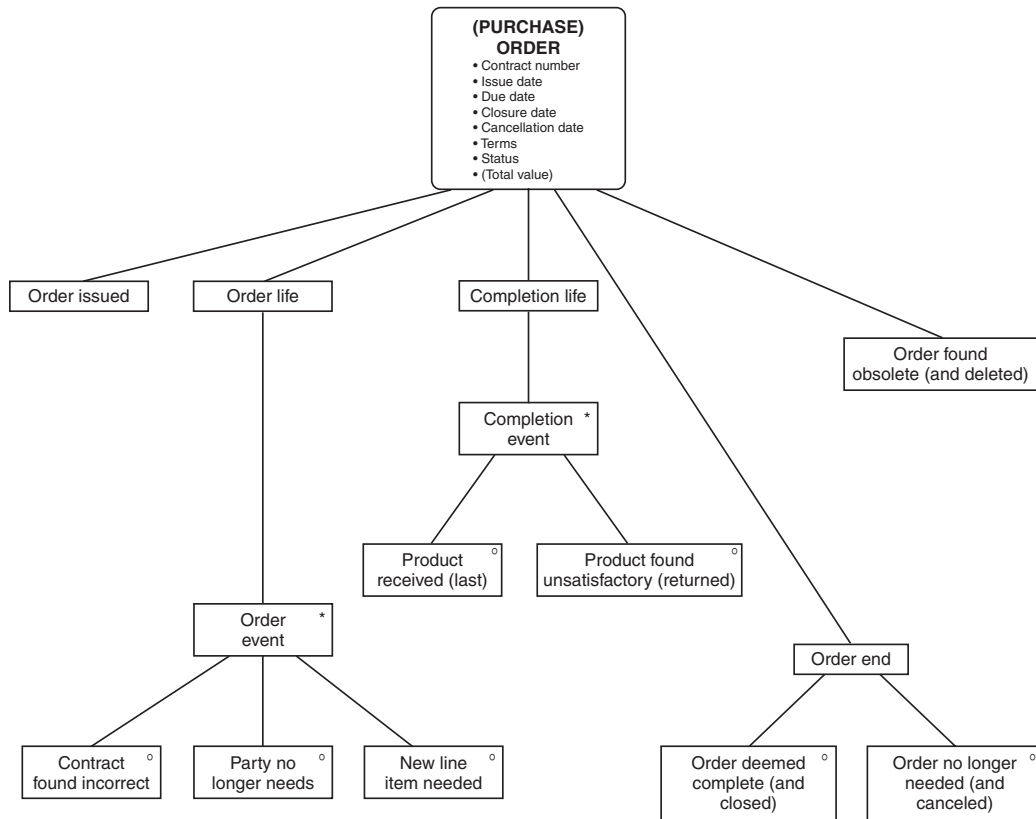 (PURCHASE)
ORDER
• Contract number
• Issue date
• Due date
• Closure date
• Cancellation date
• Terms
• Status
• (Total value)
Order issued
Order life
Completion life
Order found
obsolete (and deleted)
Completion *
event
Product o
received (last)
Product found o
unsatisfactory (returned)
Order *
event
Order end
Contract o
found incorrect
Party no o
longer needs
New line o
item needed
Order deemed o
complete (and
closed)
Order no longer o
needed (and
canceled)